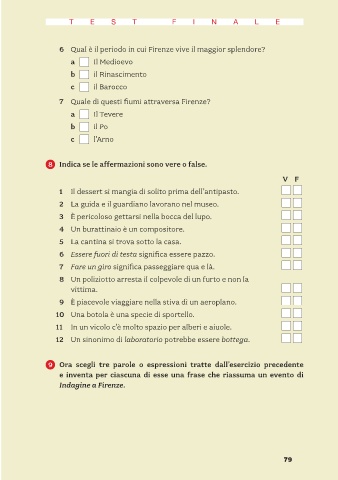 TEST FINALE
6 Qual è il periodo in cui Firenze vive il maggior splendore?
a Il Medioevo
b il Rinascimento
c il Barocco
7 Quale di questi fiumi attraversa Firenze?
a Il Tevere
b il Po
c l'Arno
8 Indica se le affermazioni sono vere o false.
V F
1 Il dessert si mangia di solito prima dell'antipasto.
2 La guida e il guardiano lavorano nel museo.
3 È pericoloso gettarsi nella bocca del lupo.
4 Un burattinaio è un compositore.
5 La cantina si trova sotto la casa.
6 Essere fuori di testa significa essere pazzo.
7 Fare un giro significa passeggiare qua e là.
8 Un poliziotto arresta il colpevole di un furto e non la
vittima.
9 È piacevole viaggiare nella stiva di un aeroplano.
10 Una botola è una specie di sportello.
11 In un vicolo c'è molto spazio per alberi e aiuole.
12 Un sinonimo di laboratorio potrebbe essere bottega.
9 Ora scegli tre parole o espressioni tratte dall'esercizio precedente
e inventa per ciascuna di esse una frase che riassuma un evento di
Indagine a Firenze.
79